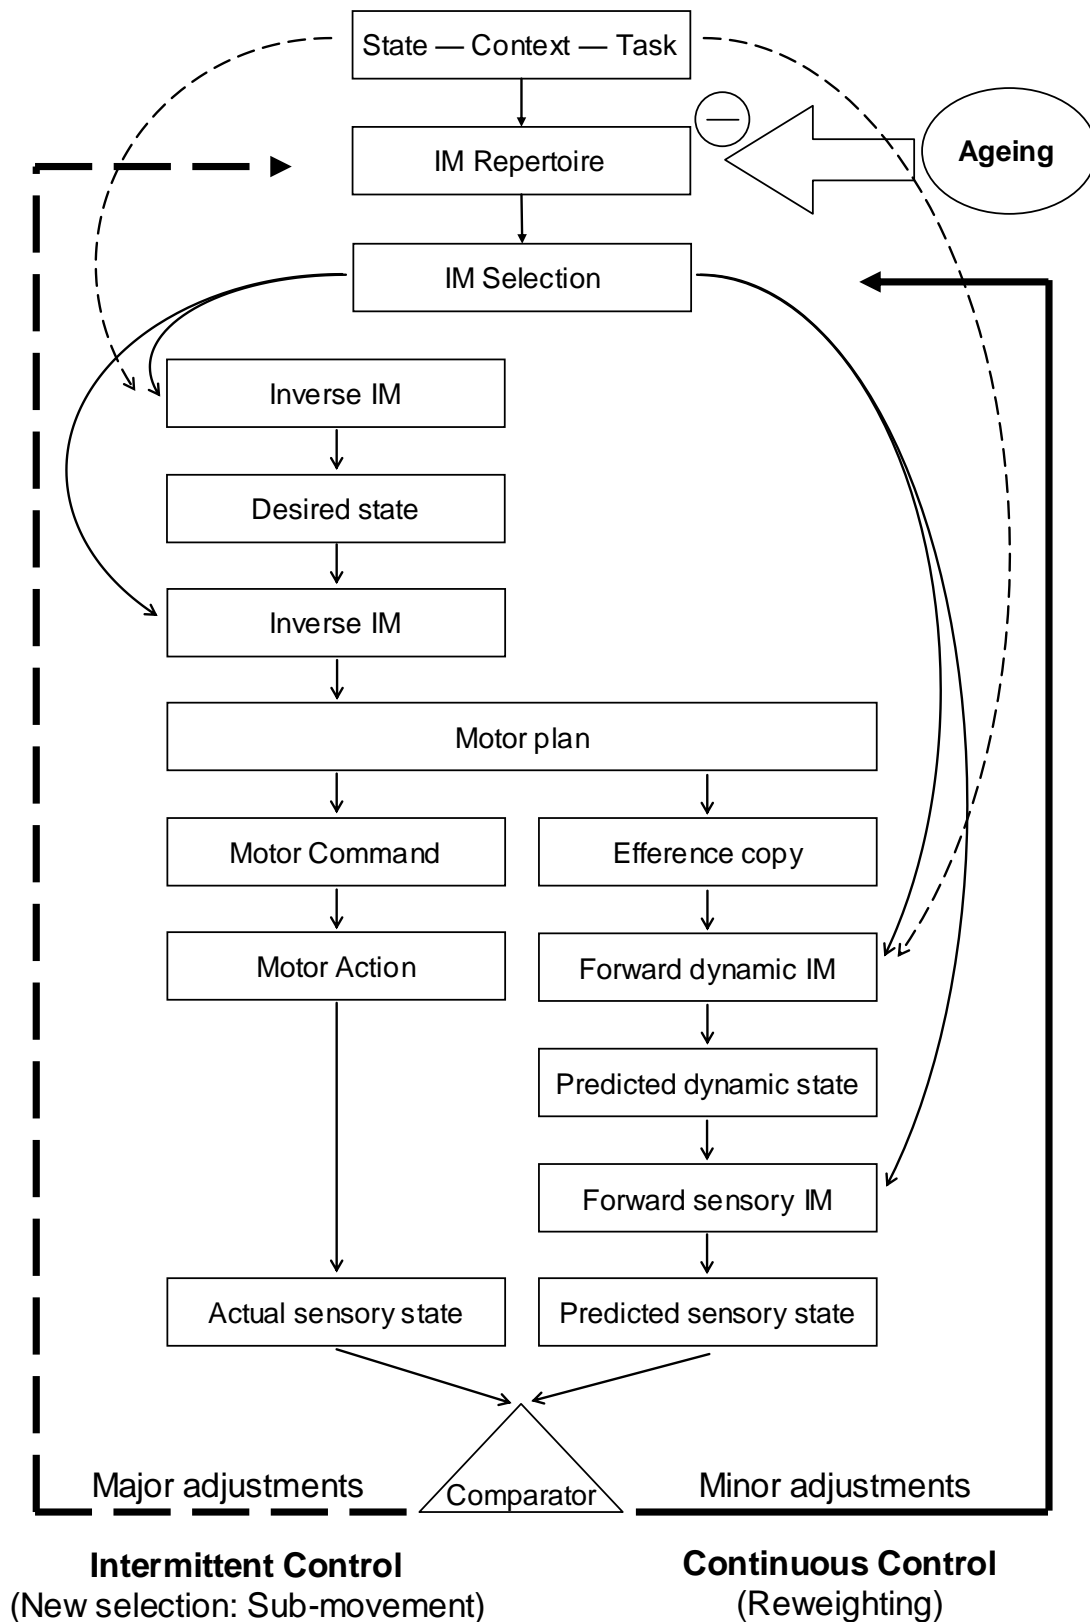 State — Context — Task
IM Repertoire
Ageing
IM Selection
Inverse IM
Desired state
Inverse IM
Motor plan
Motor Command
Efference copy
Motor Action
Forward dynamic IM
Predicted dynamic state
Forward sensory IM
Actual sensory state
Predicted sensory state
Major adjustments
Comparator
Minor adjustments
Intermittent Control
(New selection: Sub-movement)
Continuous Control
(Reweighting)